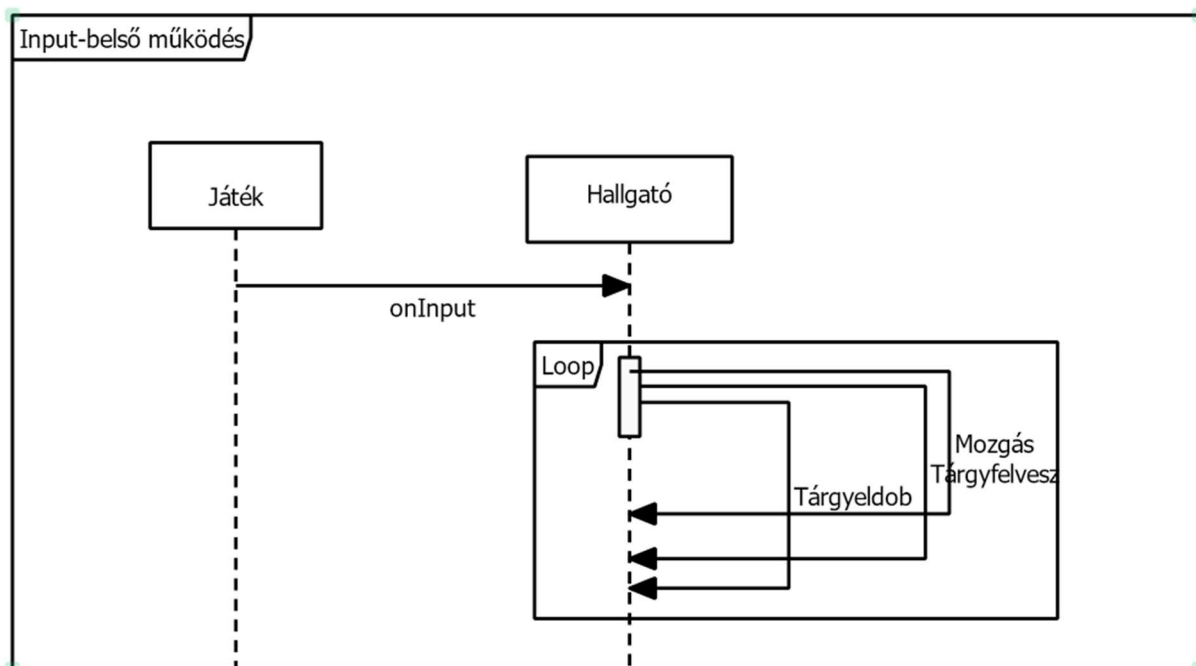 Input-belső működés
Játék
Hallgató
onInput
Loop
Mozgás
Tárgyfelvesz
Tárgyeldob